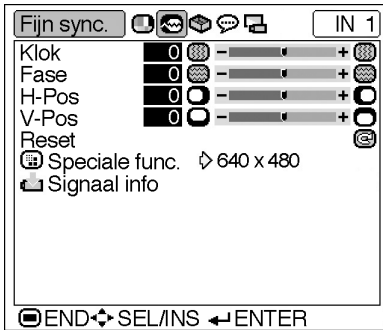 Fijn sync. IN 1
Klok 0 - +
Fase 0 - +
H-Pos 0 - +
V-Pos 0 - +
Reset
Speciale func. 640 x 480
Signaal info
END SEL/INS ENTER